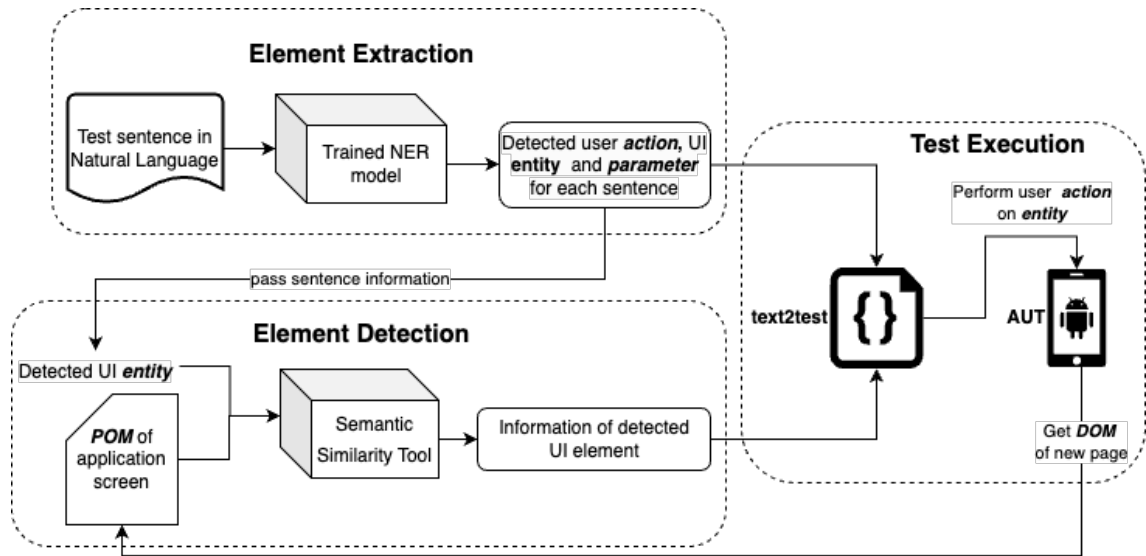 Element Extraction
Test sentence in
Natural Language
Trained NER
model
Detected user action, UI
entity and parameter
for each sentence
pass sentence information
Element Detection
Detected UI entity
POM of
application
screen
Semantic
Similarity Tool
Information of detected
UI element
Test Execution
Perform user action
on entity
text2test
{ }
AUT
Get DOM
of new page